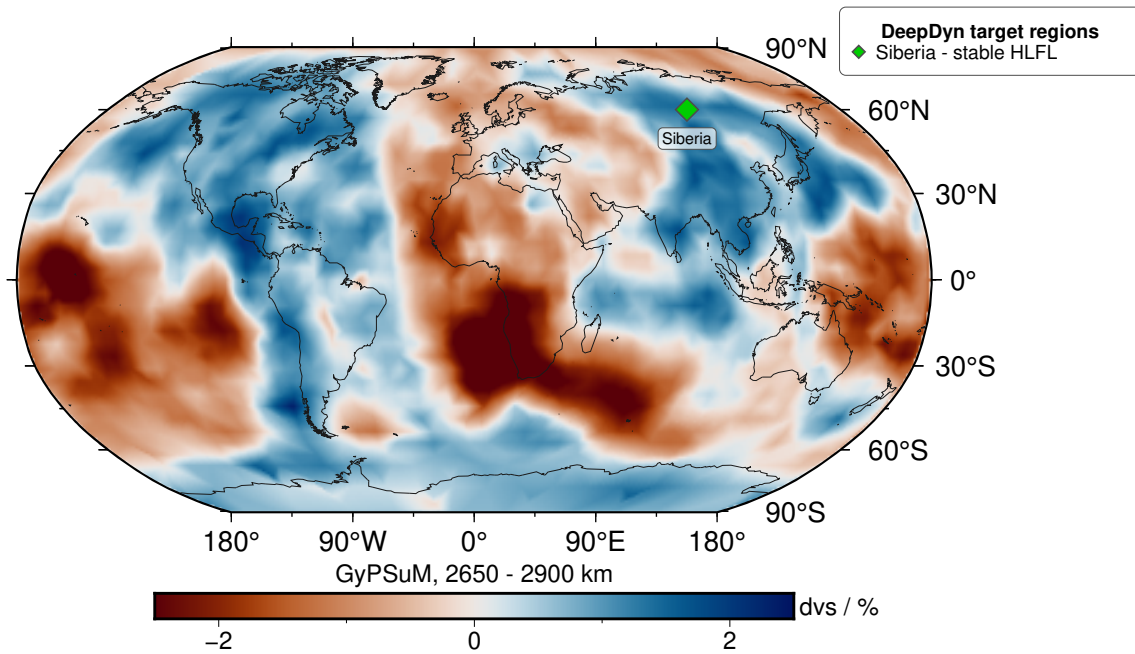 DeepDyn target regions
Siberia - stable HLFL
90°N
60°N
Siberia
30°N
0°
30°S
60°S
90°S
180° 90°W 0° 90°E 180°
GyPSuM, 2650 - 2900 km
dvs / %
−2 0 2